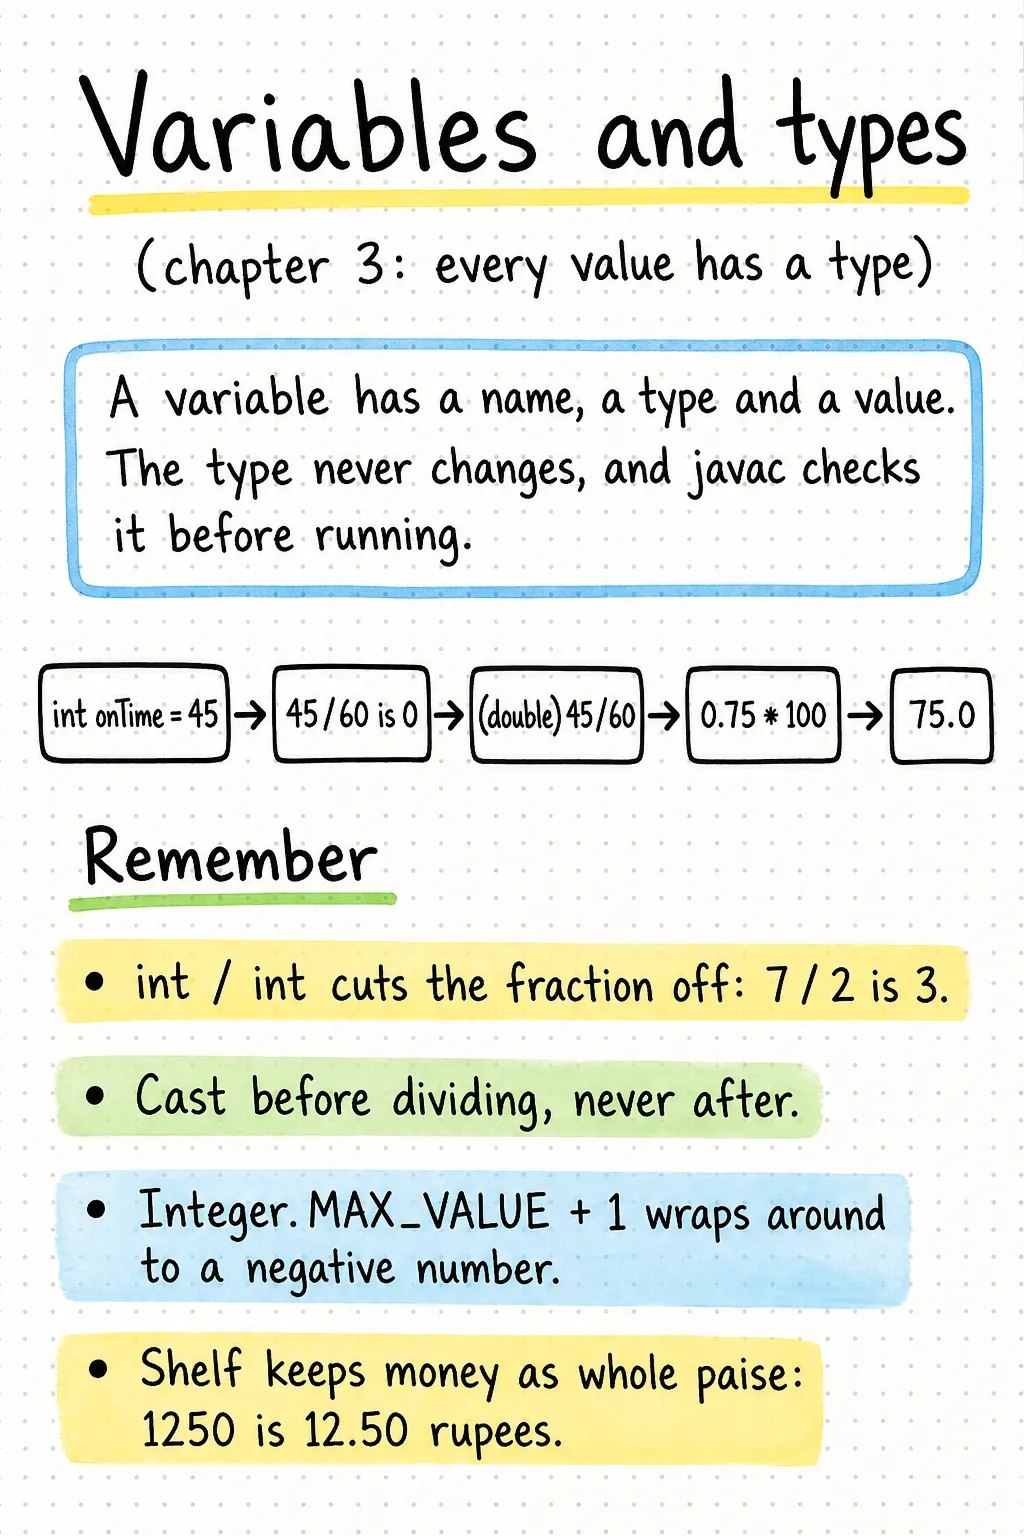 Variables and types
(chapter 3: every value has a type)
A variable has a name, a type and a value.
The type never changes, and javac checks
it before running.
int onTime = 45 → 45/60 is 0 → (double) 45/60 → 0.75 * 100 → 75.0
Remember
• int / int cuts the fraction off: 7 / 2 is 3.
• Cast before dividing, never after.
• Integer. MAX_VALUE + 1 wraps around
to a negative number.
• Shelf keeps money as whole paise:
1250 is 12.50 rupees.